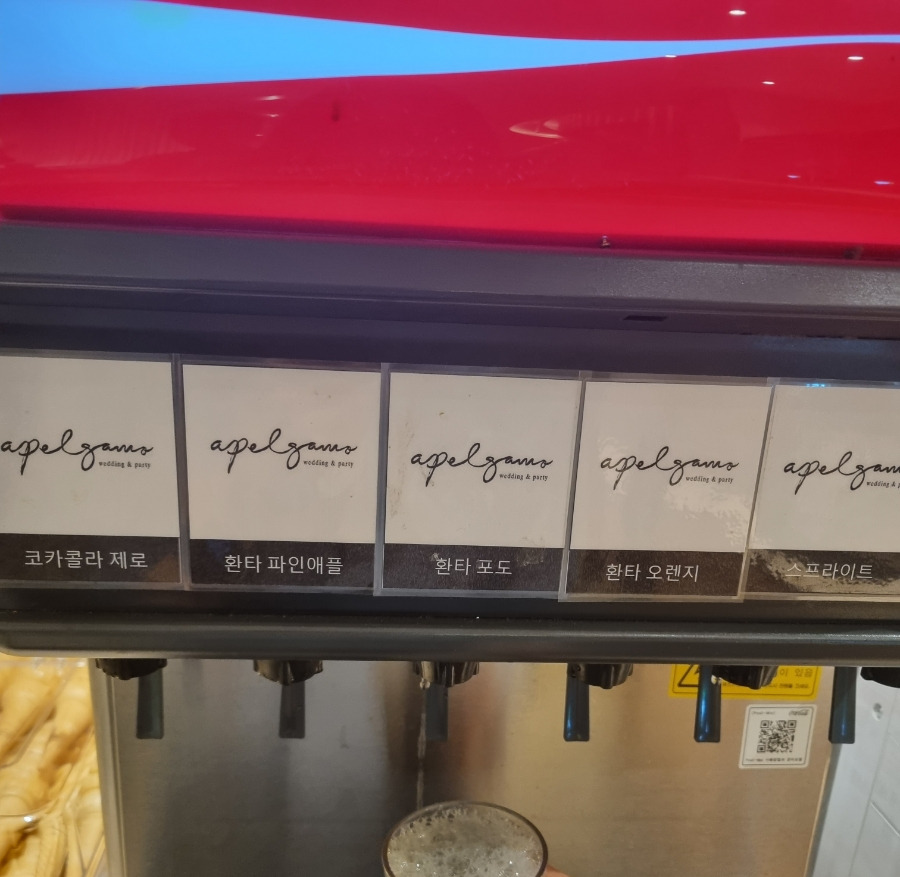 apelgamo
wedding & party
코카콜라 제로
apelgamo
wedding & party
환타 파인애플
apelgamo
wedding & party
환타 포도
apelgamo
wedding & party
환타 오렌지
wedding &
스프라이트